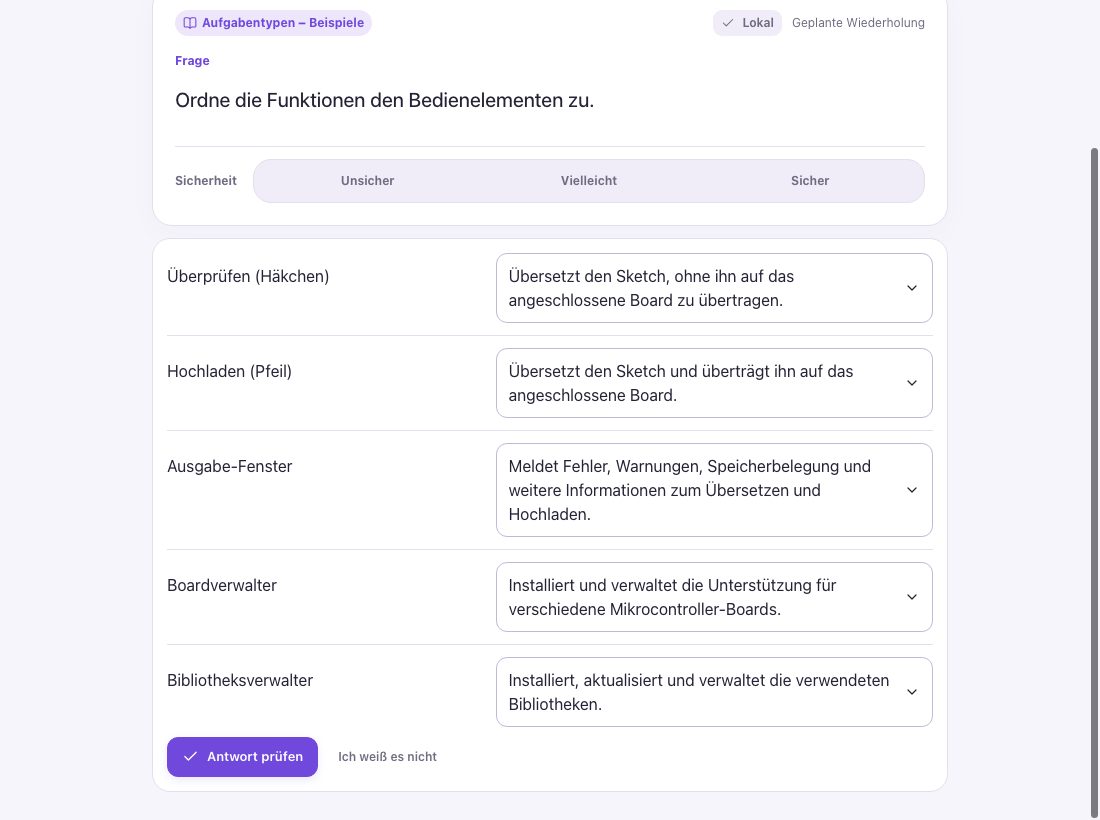 Aufgabentypen – Beispiele
Lokal
Geplante Wiederholung
Frage
Ordne die Funktionen den Bedienelementen zu.
Sicherheit
Unsicher
Vielleicht
Sicher
Überprüfen (Häkchen)
Übersetzt den Sketch, ohne ihn auf das
angeschlossene Board zu übertragen.
Hochladen (Pfeil)
Übersetzt den Sketch und überträgt ihn auf das
angeschlossene Board.
Ausgabe-Fenster
Meldet Fehler, Warnungen, Speicherbelegung und
weitere Informationen zum Übersetzen und
Hochladen.
Boardverwalter
Installiert und verwaltet die Unterstützung für
verschiedene Mikrocontroller-Boards.
Bibliotheksverwalter
Installiert, aktualisiert und verwaltet die verwendeten
Bibliotheken.
Antwort prüfen
Ich weiß es nicht